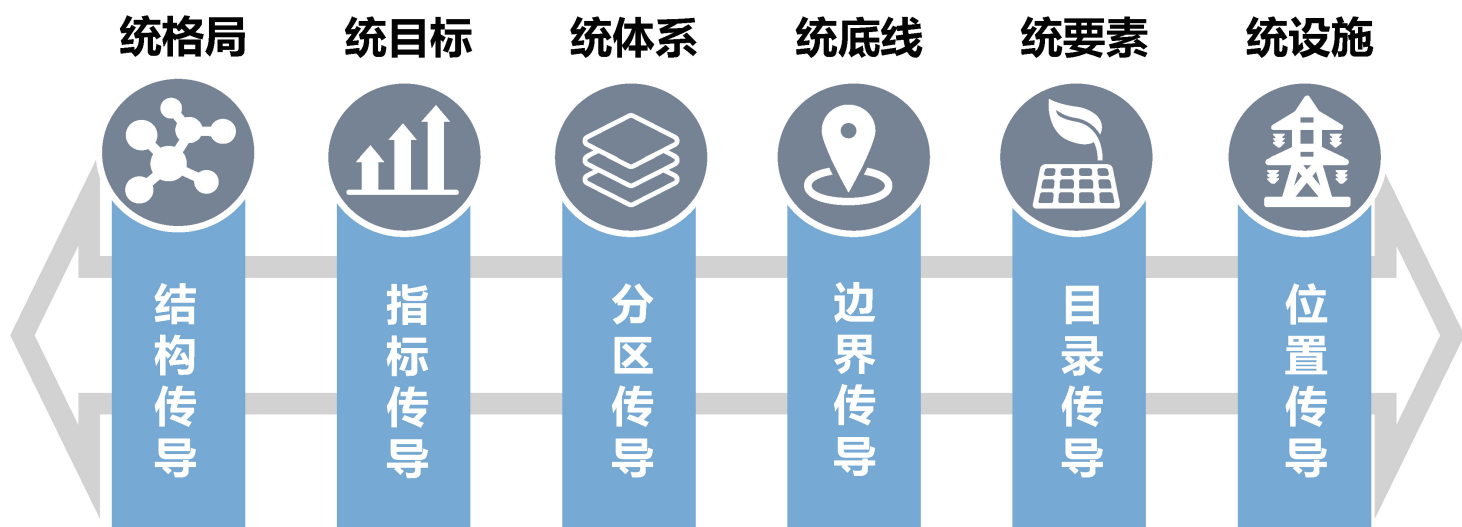 统格局
统目标
统体系
统底线
统要素
统设施
结构传导
指标传导
分区传导
边界传导
目录传导
位置传导